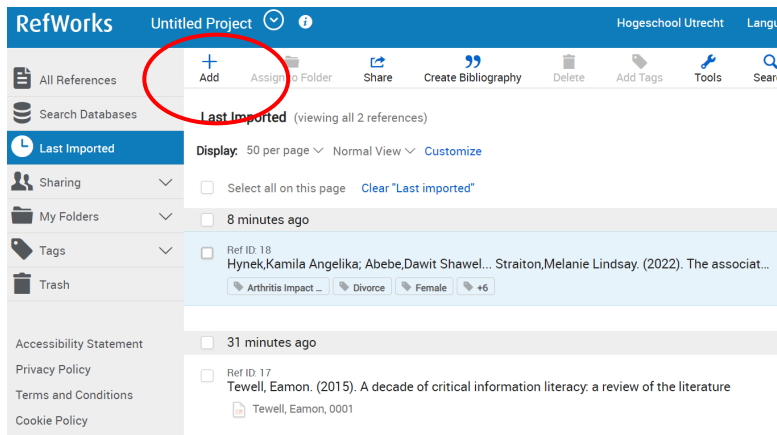 RefWorks Untitled Project i Hogeschool Utrecht
All References
Search Databases
Last Imported
Sharing
My Folders
Tags
Trash
Accessibility Statement
Privacy Policy
Terms and Conditions
Cookie Policy
Add Assign to Folder Share Create Bibliography Delete Add Tags Tools
Last Imported (viewing all 2 references)
Display: 50 per page Normal View Customize
Select all on this page Clear "Last imported"
8 minutes ago
Ref ID: 18
Hynek,Kamila Angelika; Abebe,Dawit Shawel... Straiton,Melanie Lindsay. (2022). The associat...
Arthritis Impact ... Divorce Female +6
31 minutes ago
Ref ID: 17
Tewell, Eamon. (2015). A decade of critical information literacy: a review of the literature
Tewell, Eamon, 0001